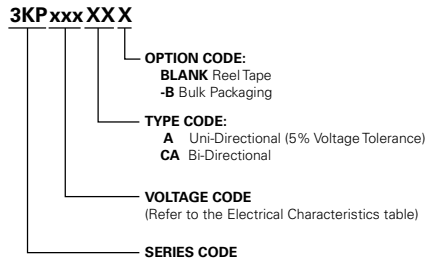 3KPxxxXXX
OPTION CODE:
BLANK Reel Tape
-B Bulk Packaging
TYPE CODE:
A Uni-Directional (5% Voltage Tolerance)
CA Bi-Directional
VOLTAGE CODE
(Refer to the Electrical Characteristics table)
SERIES CODE